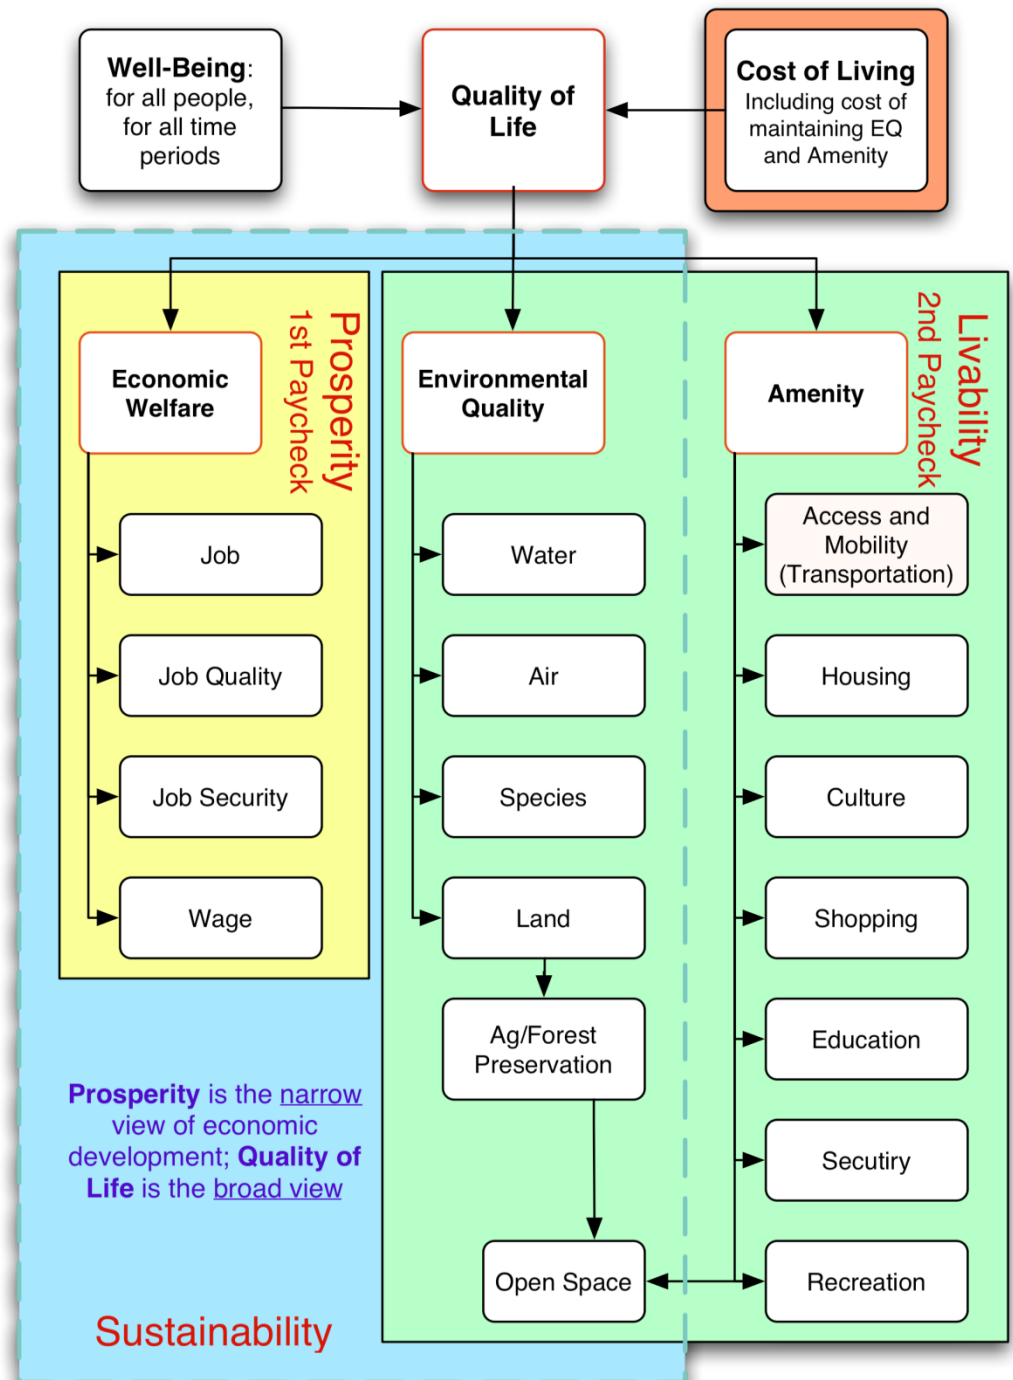 Well-Being:
for all people,
for all time
periods
Quality of
Life
Cost of Living
Including cost of
maintaining EQ
and Amenity
Prosperity
1st Paycheck
Livability
2nd Paycheck
Economic
Welfare
Environmental
Quality
Amenity
Job
Water
Access and
Mobility
(Transportation)
Job Quality
Air
Housing
Job Security
Species
Culture
Wage
Land
Shopping
Ag/Forest
Preservation
Education
Prosperity is the narrow
view of economic
development; Quality of
Life is the broad view
Secutiry
Open Space
Recreation
Sustainability